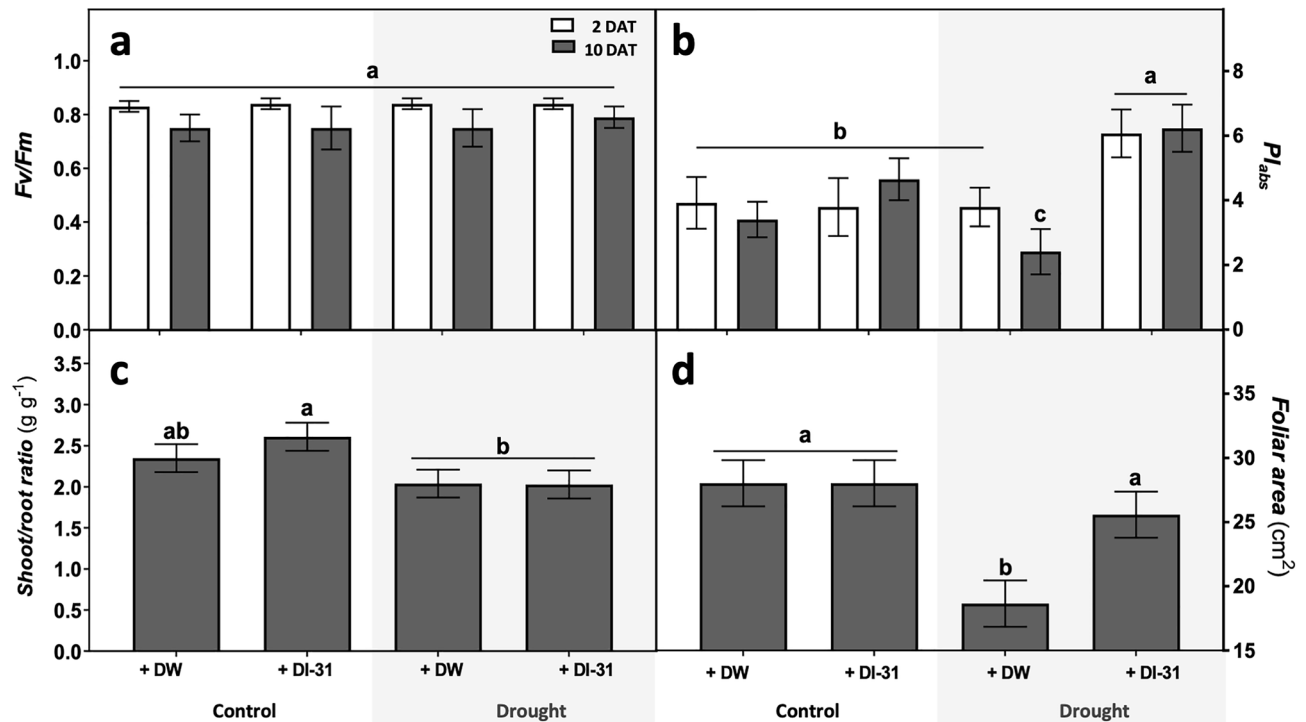 a
2 DAT
10 DAT
a
1.0
0.8
0.6
0.4
0.2
0.0
Fv/Fm
b
b
c
a
8
6
4
2
0
PIabs
c
ab
a
b
3.5
3.0
2.5
2.0
1.5
1.0
0.5
0.0
Shoot/root ratio (g g-1)
d
a
b
a
35
30
25
20
15
Foliar area (cm2)
+ DW
+ DI-31
+ DW
+ DI-31
+ DW
+ DI-31
+ DW
+ DI-31
Control
Drought
Control
Drought